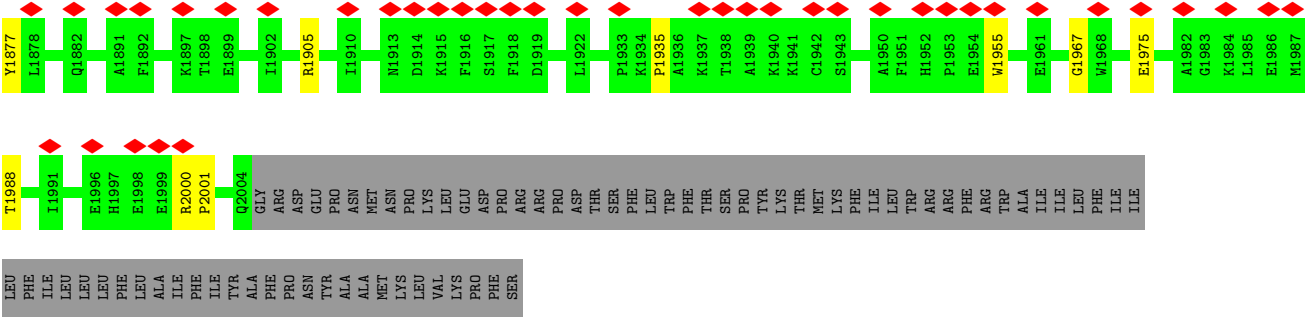 Y1877 L1878 Q1882 A1891 F1892 K1897 T1898 E1899 I1902 R1905 I1910 N1913 D1914 K1915 F1916 S1917 F1918 D1919 L1922 P1933 K1934 P1935 A1936 K1937 T1938 A1939 K1940 K1941 C1942 S1943 A1950 F1951 H1952 P1953 E1954 W1955 E1961 G1967 W1968 E1975 A1982 G1983 K1984 L1985 E1986 M1987
T1988 I1991 E1996 H1997 E1998 E1999 R2000 P2001 Q2004 GLY ARG ASP GLU PRO ASN MET ASN PRO LYS LEU GLU ASP PRO ARG ARG PRO ASP THR SER PHE LEU TRP PHE THR SER PRO TYR LYS THR MET LYS PHE ILE LEU TRP ARG ARG PHE ARG TRP ALA ILE ILE LEU PHE ILE ILE
LEU PHE ILE LEU LEU LEU PHE LEU ALA ILE PHE ILE TYR ALA PHE PRO ASN TYR ALA ALA MET LYS LEU VAL LYS PRO PHE SER